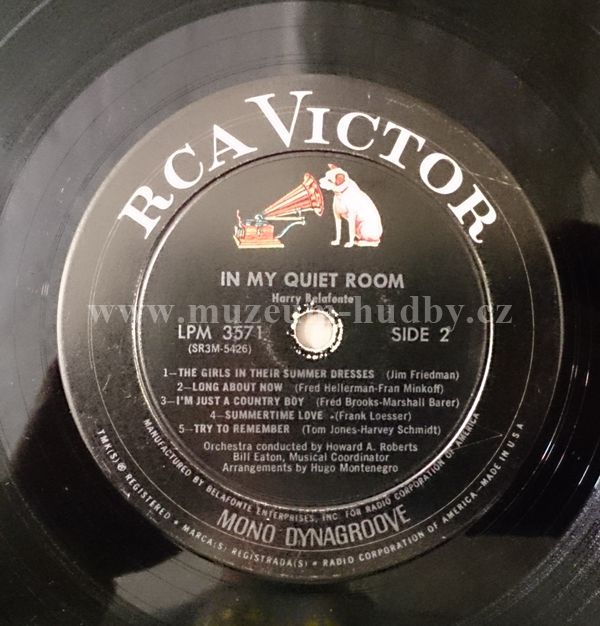 RCA VICTOR
IN MY QUIET ROOM
Harry Belafonte
www.muzeum-hudby.cz
LPM 3571
SIDE 2
(SR3M-5426)
1—THE GIRLS IN THEIR SUMMER DRESSES (Jim Friedman)
2—LONG ABOUT NOW (Fred Hellerman-Fran Minkoff)
3—I'M JUST A COUNTRY BOY (Fred Brooks-Marshall Barer)
4—SUMMERTIME LOVE (Frank Loesser)
5—TRY TO REMEMBER (Tom Jones-Harvey Schmidt)
Orchestra conducted by Howard A. Roberts
Bill Eaton, Musical Coordinator
Arrangements by Hugo Montenegro
MANUFACTURED BY BELAFONTE ENTERPRISES, INC. FOR RADIO CORPORATION OF AMERICA
MONO DYNAGROOVE
TMK(S) ® REGISTERED • MARCA(S) REGISTRADA(S) • RADIO CORPORATION OF AMERICA. MADE IN U.S.A